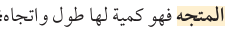 المتجه فهو كمية لها طول واتجاه: